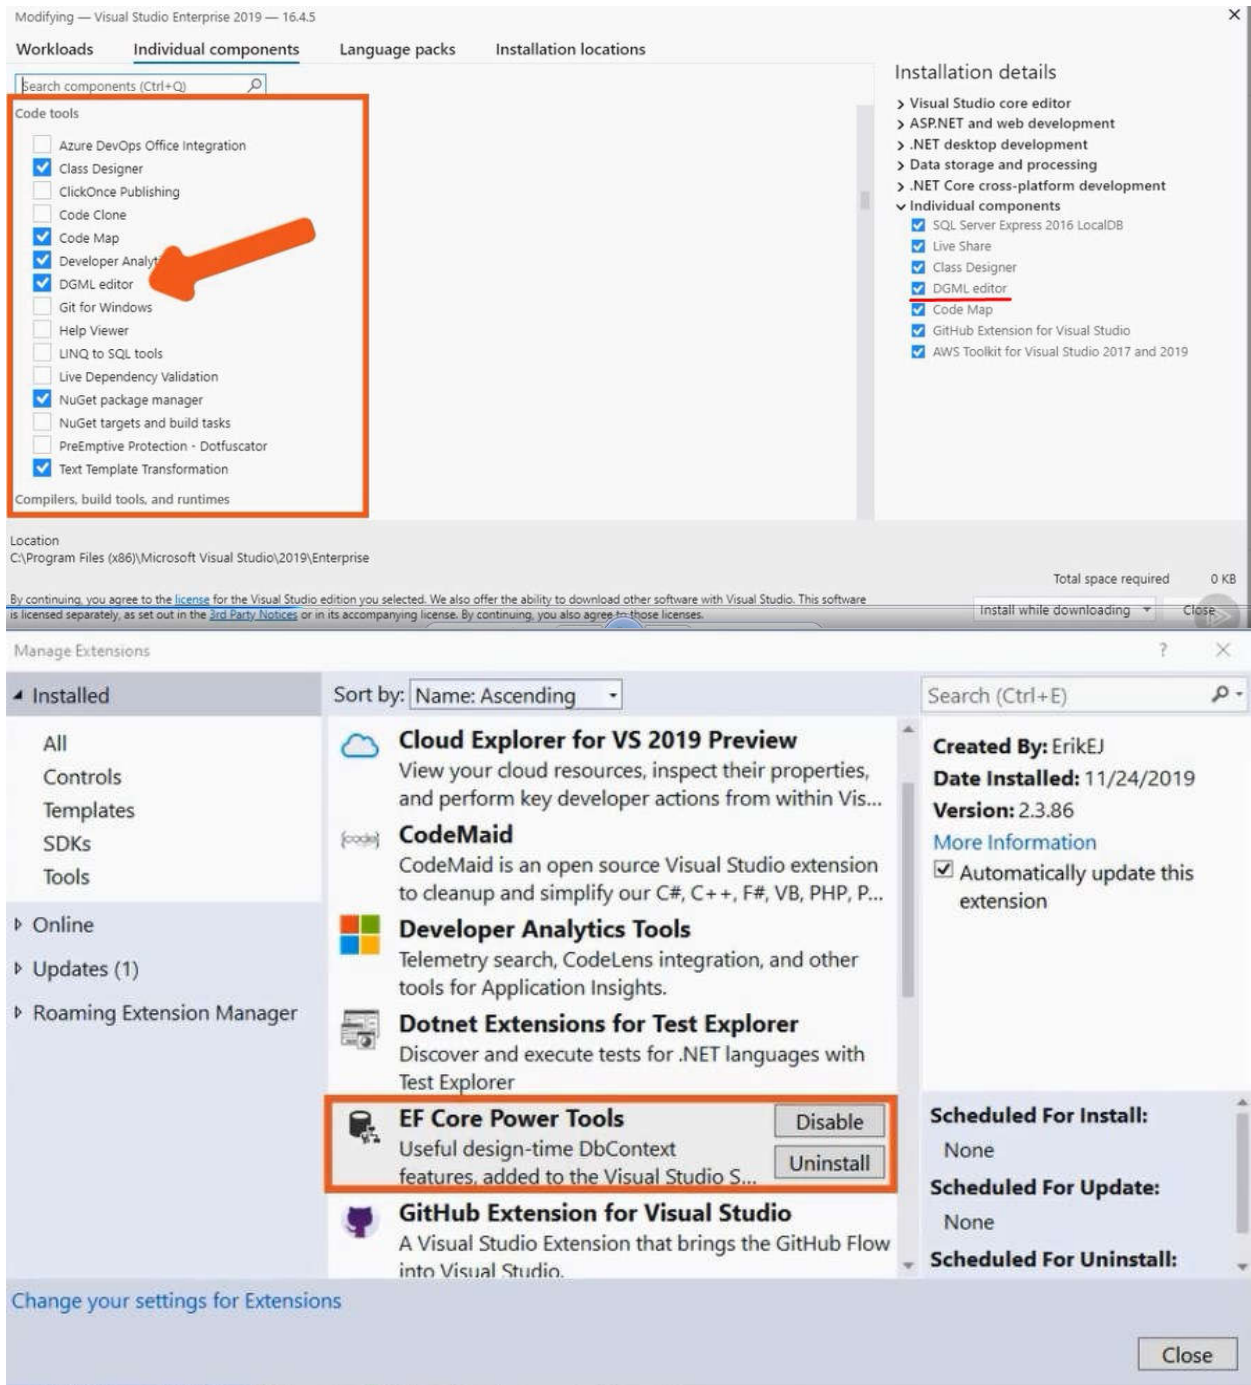 Modifying — Visual Studio Enterprise 2019 — 16.4.5
Workloads Individual components Language packs Installation locations
Search components (Ctrl+Q)
Code tools
Azure DevOps Office Integration
Class Designer
ClickOnce Publishing
Code Clone
Code Map
Developer Analyt
DGML editor
Git for Windows
Help Viewer
LINQ to SQL tools
Live Dependency Validation
NuGet package manager
NuGet targets and build tasks
PreEmptive Protection - Dotfuscator
Text Template Transformation
Compilers, build tools, and runtimes
Installation details
Visual Studio core editor
ASP.NET and web development
.NET desktop development
Data storage and processing
.NET Core cross-platform development
Individual components
SQL Server Express 2016 LocalDB
Live Share
Class Designer
DGML editor
Code Map
GitHub Extension for Visual Studio
AWS Toolkit for Visual Studio 2017 and 2019
Location
C:\Program Files (x86)\Microsoft Visual Studio\2019\Enterprise
Total space required 0 KB
By continuing, you agree to the license for the Visual Studio edition you selected. We also offer the ability to download other software with Visual Studio. This software
is licensed separately, as set out in the 3rd Party Notices or in its accompanying license. By continuing, you also agree to those licenses.
Install while downloading Close
Manage Extensions ?
Installed
All
Controls
Templates
SDKs
Tools
Online
Updates (1)
Roaming Extension Manager
Sort by: Name: Ascending
Cloud Explorer for VS 2019 Preview
View your cloud resources, inspect their properties,
and perform key developer actions from within Vis...
{code} CodeMaid
CodeMaid is an open source Visual Studio extension
to cleanup and simplify our C#, C++, F#, VB, PHP, P...
Developer Analytics Tools
Telemetry search, CodeLens integration, and other
tools for Application Insights.
Dotnet Extensions for Test Explorer
Discover and execute tests for .NET languages with
Test Explorer
EF Core Power Tools Disable
Useful design-time DbContext
features, added to the Visual Studio S... Uninstall
GitHub Extension for Visual Studio
A Visual Studio Extension that brings the GitHub Flow
into Visual Studio.
Search (Ctrl+E)
Created By: ErikEJ
Date Installed: 11/24/2019
Version: 2.3.86
More Information
Automatically update this
extension
Scheduled For Install:
None
Scheduled For Update:
None
Scheduled For Uninstall:
Change your settings for Extensions
Close